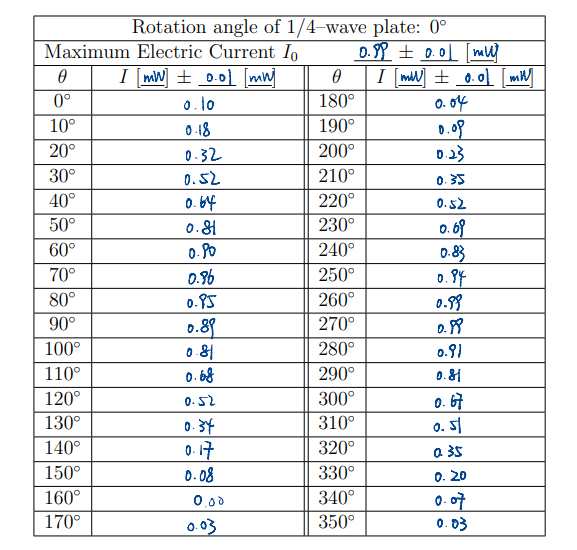 Rotation angle of 1/4–wave plate: 0°
Maximum Electric Current I₀ 0.99 ± 0.01 [mW]
θ I [mW] ± 0.01 [mW] θ I [mW] ± 0.01 [mW]
0° 0.10 180° 0.04
10° 0.18 190° 0.09
20° 0.32 200° 0.23
30° 0.52 210° 0.35
40° 0.64 220° 0.52
50° 0.81 230° 0.69
60° 0.90 240° 0.83
70° 0.96 250° 0.94
80° 0.95 260° 0.99
90° 0.89 270° 0.99
100° 0.81 280° 0.91
110° 0.68 290° 0.81
120° 0.52 300° 0.67
130° 0.34 310° 0.51
140° 0.17 320° 0.35
150° 0.08 330° 0.20
160° 0.00 340° 0.07
170° 0.03 350° 0.03